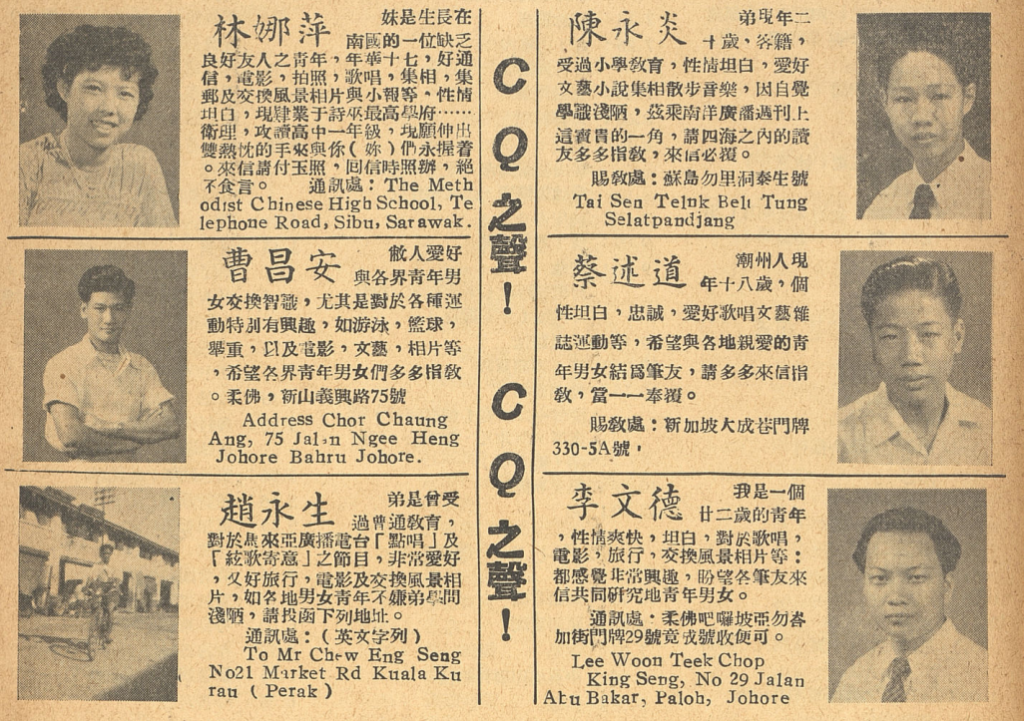 林娜萍
妹是生長在
南國的一位缺乏
良好友人之青年，年華十七，好通
信，電影，拍照，歌唱，集相，集
郵及交換風景相片與小報等，性情
坦白，現肄業于詩巫最高學府……
衛理，攻讀高中一年級，現願伸出
雙熱忱的手來與你（妳）們永握着
。來信請付玉照，回信時照辦，絕
不食言。　通訊處：The Meth
odist Chinese High School, Te
lephone Road, Sibu, Sarawak.
曹昌安
敝人愛好
與各界青年男
女交換智識，尤其是對於各種運
動特別有興趣，如游泳，籃球，
舉重，以及電影，文藝，相片等
，希望各界青年男女們多多指敎
。柔佛，新山義興路75號
Address Chor Chaung
Ang, 75 Jalan Ngee Heng
Johore Bahru Johore.
趙永生
弟是曾受
過普通敎育，
對於馬來亞廣播電台「點唱」及
「絃歌寄意」之節目，非常愛好
，又好旅行，電影及交換風景相
片，如各地男女青年不嫌弟學問
淺陋，請投函下列地址。
通訊處：（英文字列）
To Mr Chew Eng Seng
No21 Market Rd Kuala Ku
rau ( Perak )
CQ之聲！
CQ之聲！
陳永炎
弟現年二
十歲，客籍，
受過小學敎育，性情坦白，愛好
文藝小說集相散步音樂，因自覺
學識淺陋，茲乘南洋廣播週刊上
這寶貴的一角，請四海之內的讀
友多多指敎，來信必覆。
賜敎處：蘇島勿里洞泰生號
Tai Sen Teluk Beli Tung
Selatpandjang
蔡述道
潮州人現
年十八歲，個
性坦白，忠誠，愛好歌唱文藝雜
誌運動等，希望與各地親愛的青
年男女結爲筆友，請多多來信指
敎，當一一奉覆。
賜敎處：新加坡大成巷門牌
330-5A號，
李文德
我是一個
廿二歲的青年
，性情爽快，坦白，對於歌唱，
電影，旅行，交換風景相片等：
都感覺非常興趣，盼望各筆友來
信共同研究地青年男女。
通訊處・柔佛吧囉坡亞勿峇
加街門牌29號竞成號收便可。
Lee Woon Teek Chop
King Seng, No 29 Jalan
Abu Bakar, Paloh, Johore